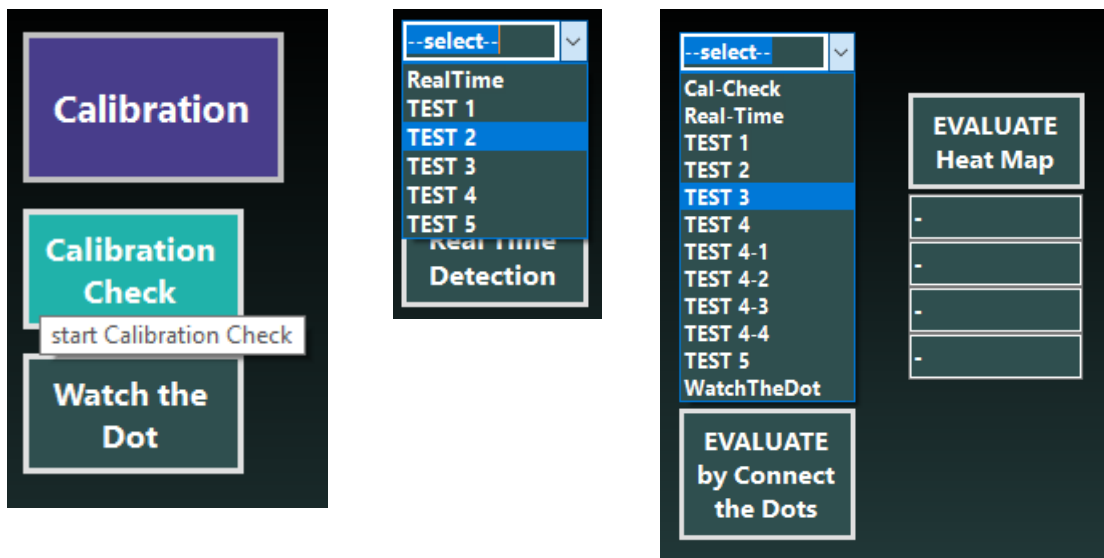 Calibration
Calibration
Check
start Calibration Check
Watch the
Dot
--select--
RealTime
TEST 1
TEST 2
TEST 3
TEST 4
TEST 5
Real Time
Detection
--select--
Cal-Check
Real-Time
TEST 1
TEST 2
TEST 3
TEST 4
TEST 4-1
TEST 4-2
TEST 4-3
TEST 4-4
TEST 5
WatchTheDot
EVALUATE
by Connect
the Dots
EVALUATE
Heat Map
-
-
-
-